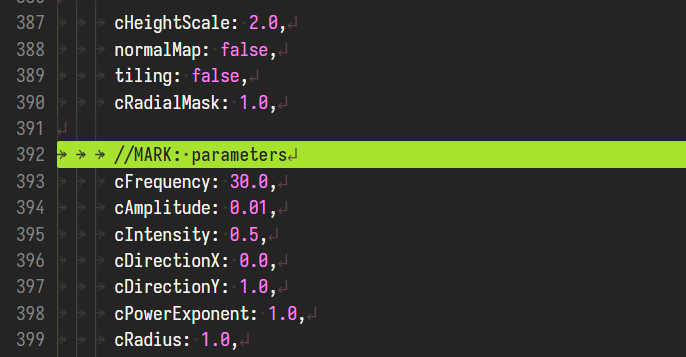 387 cHeightScale: 2.0,
388 normalMap: false,
389 tiling: false,
390 cRadialMask: 1.0,
391
392 //MARK: parameters
393 cFrequency: 30.0,
394 cAmplitude: 0.01,
395 cIntensity: 0.5,
396 cDirectionX: 0.0,
397 cDirectionY: 1.0,
398 cPowerExponent: 1.0,
399 cRadius: 1.0,